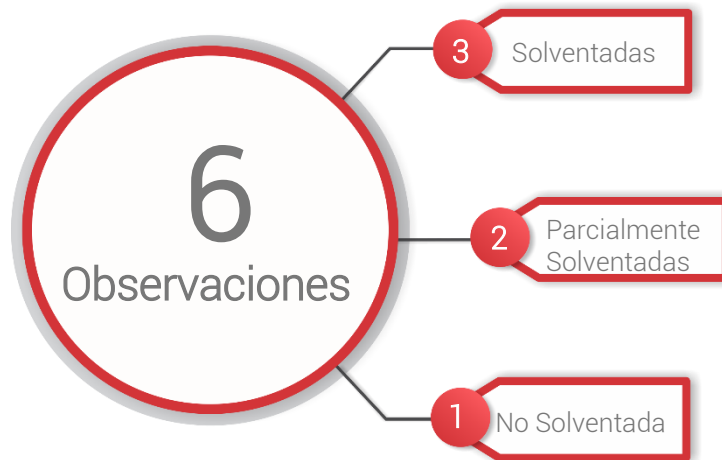 6
Observaciones
3
Solventadas
2
Parcialmente
Solventadas
1
No Solventada